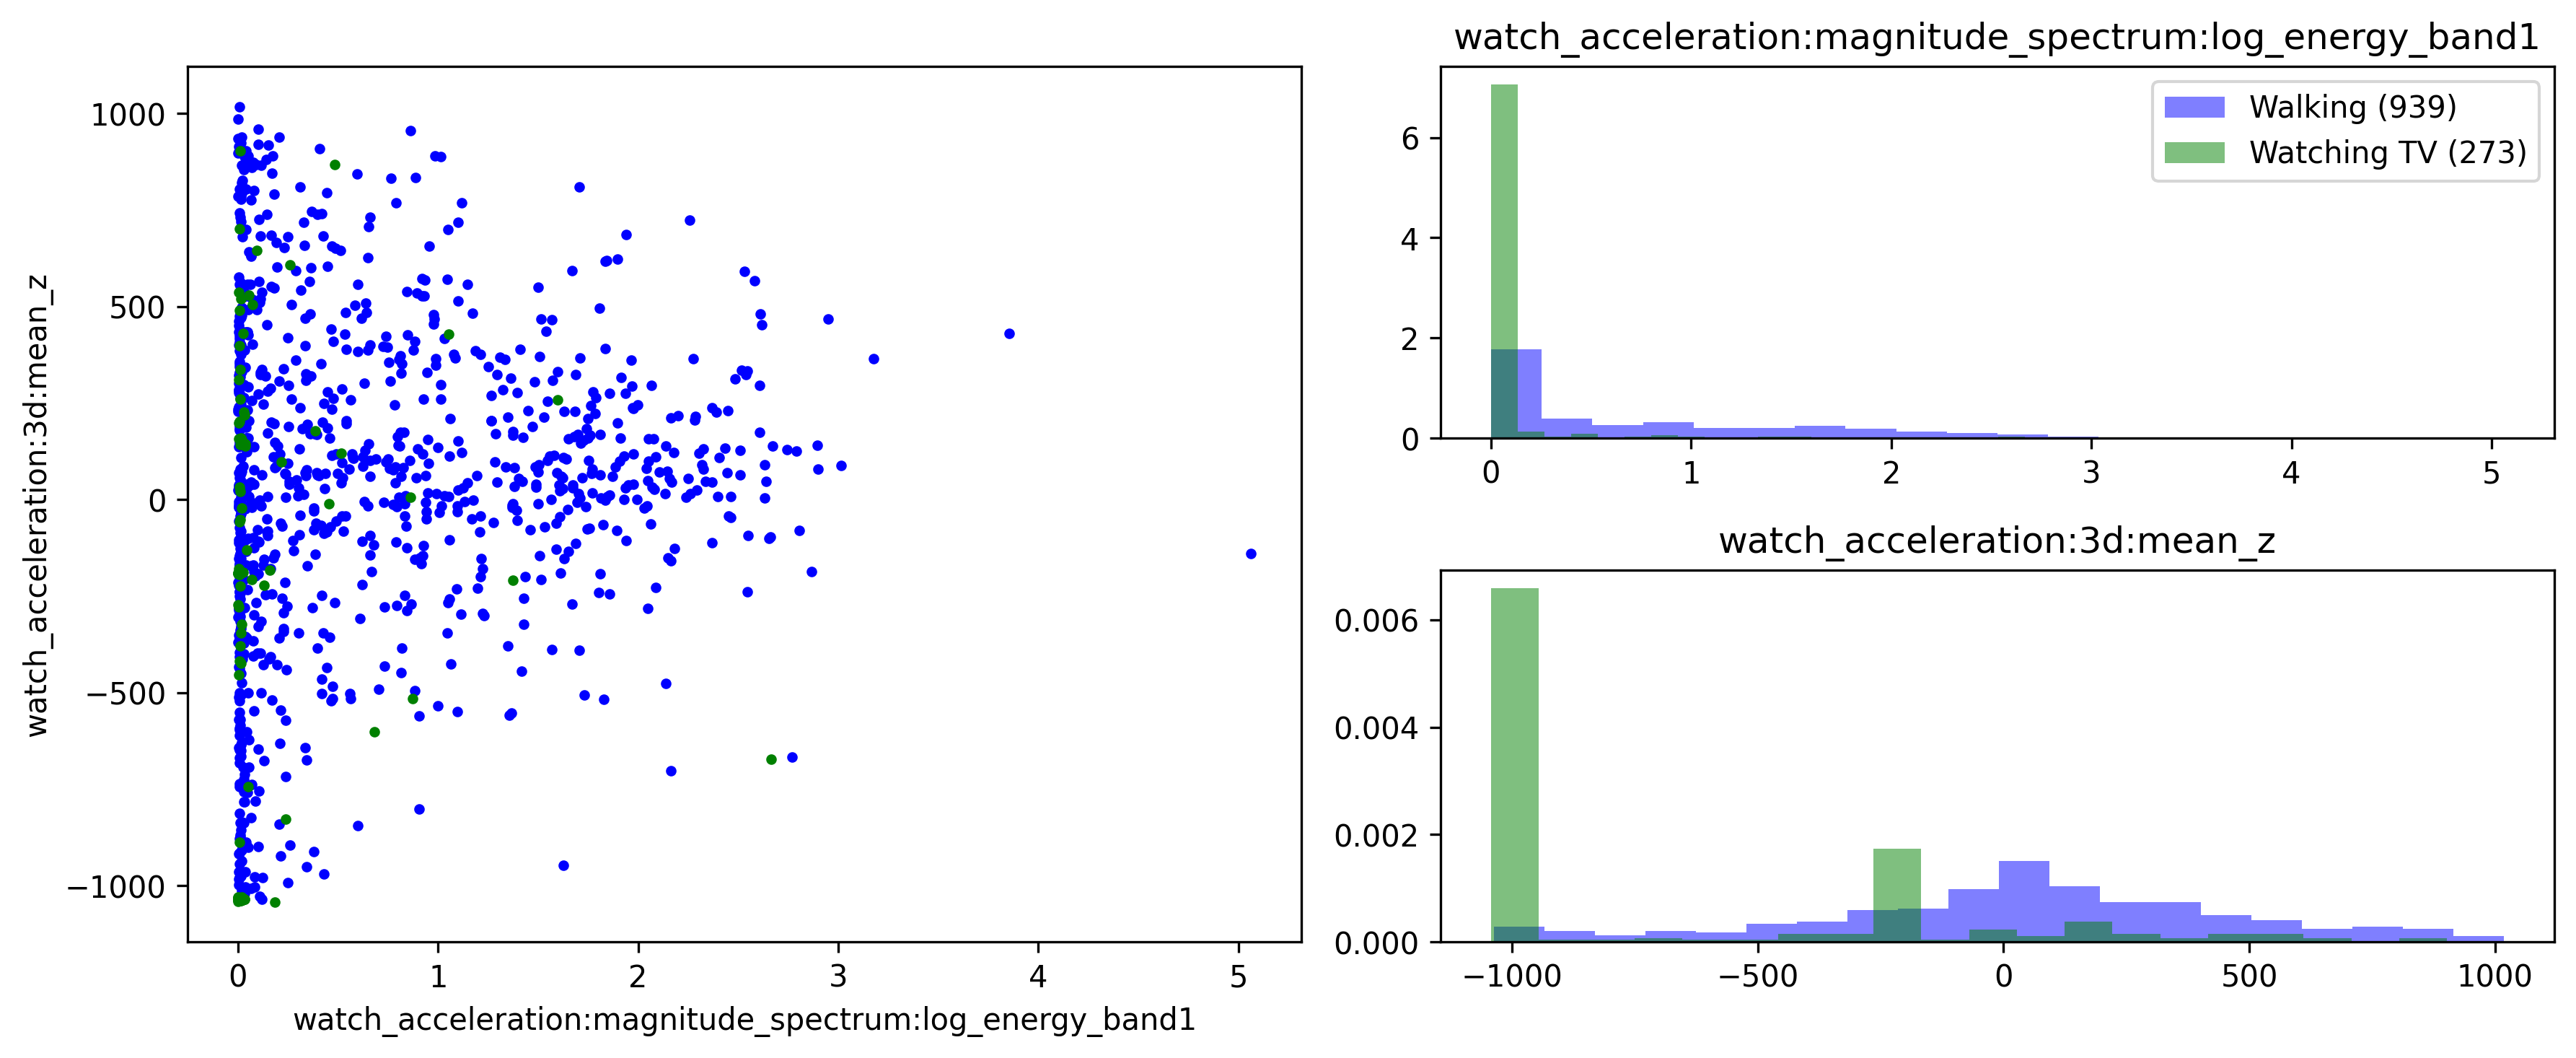 watch_acceleration:3d:mean_z
1000
500
0
−500
−1000
0 1 2 3 4 5
watch_acceleration:magnitude_spectrum:log_energy_band1
watch_acceleration:magnitude_spectrum:log_energy_band1
Walking (939)
Watching TV (273)
6
4
2
0
0 1 2 3 4 5
watch_acceleration:3d:mean_z
0.006
0.004
0.002
0.000
−1000 −500 0 500 1000